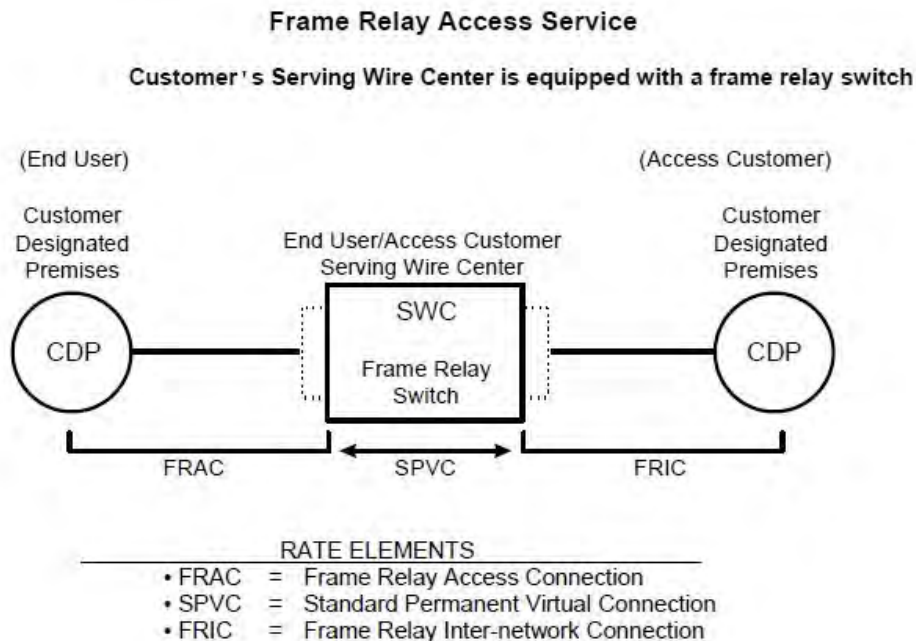 Frame Relay Access Service
Customer's Serving Wire Center is equipped with a frame relay switch
(End User)
(Access Customer)
Customer
Designated
Premises
End User/Access Customer
Serving Wire Center
Customer
Designated
Premises
CDP
SWC
Frame Relay
Switch
CDP
FRAC
SPVC
FRIC
RATE ELEMENTS
• FRAC = Frame Relay Access Connection
• SPVC = Standard Permanent Virtual Connection
• FRIC = Frame Relay Inter-network Connection